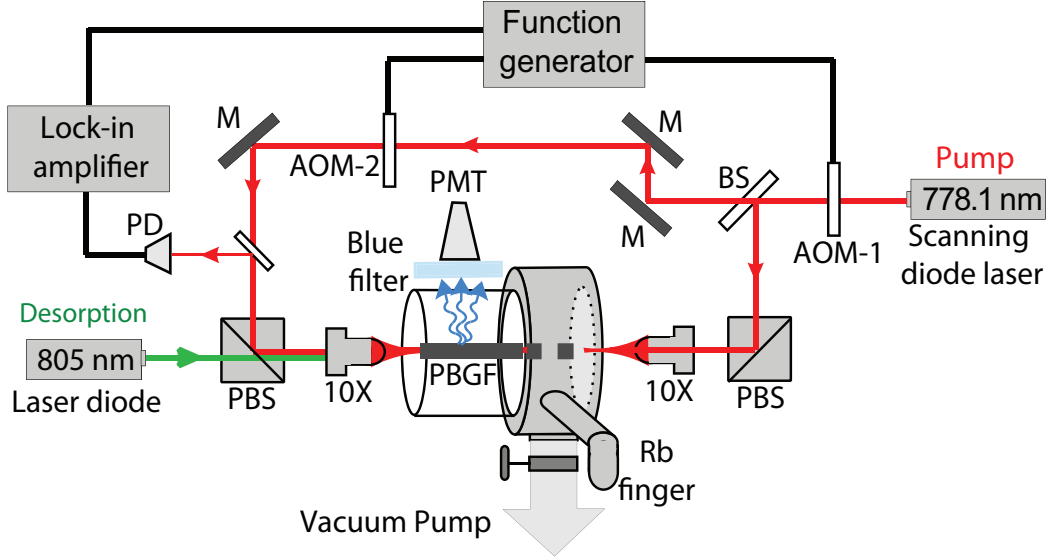 Function
generator
Lock-in
amplifier
M
AOM-2
M
Pump
778.1 nm
Scanning
diode laser
BS
AOM-1
M
PD
PMT
Blue
filter
Desorption
805 nm
Laser diode
PBS
10X
PBGF
10X
PBS
Rb
finger
Vacuum Pump